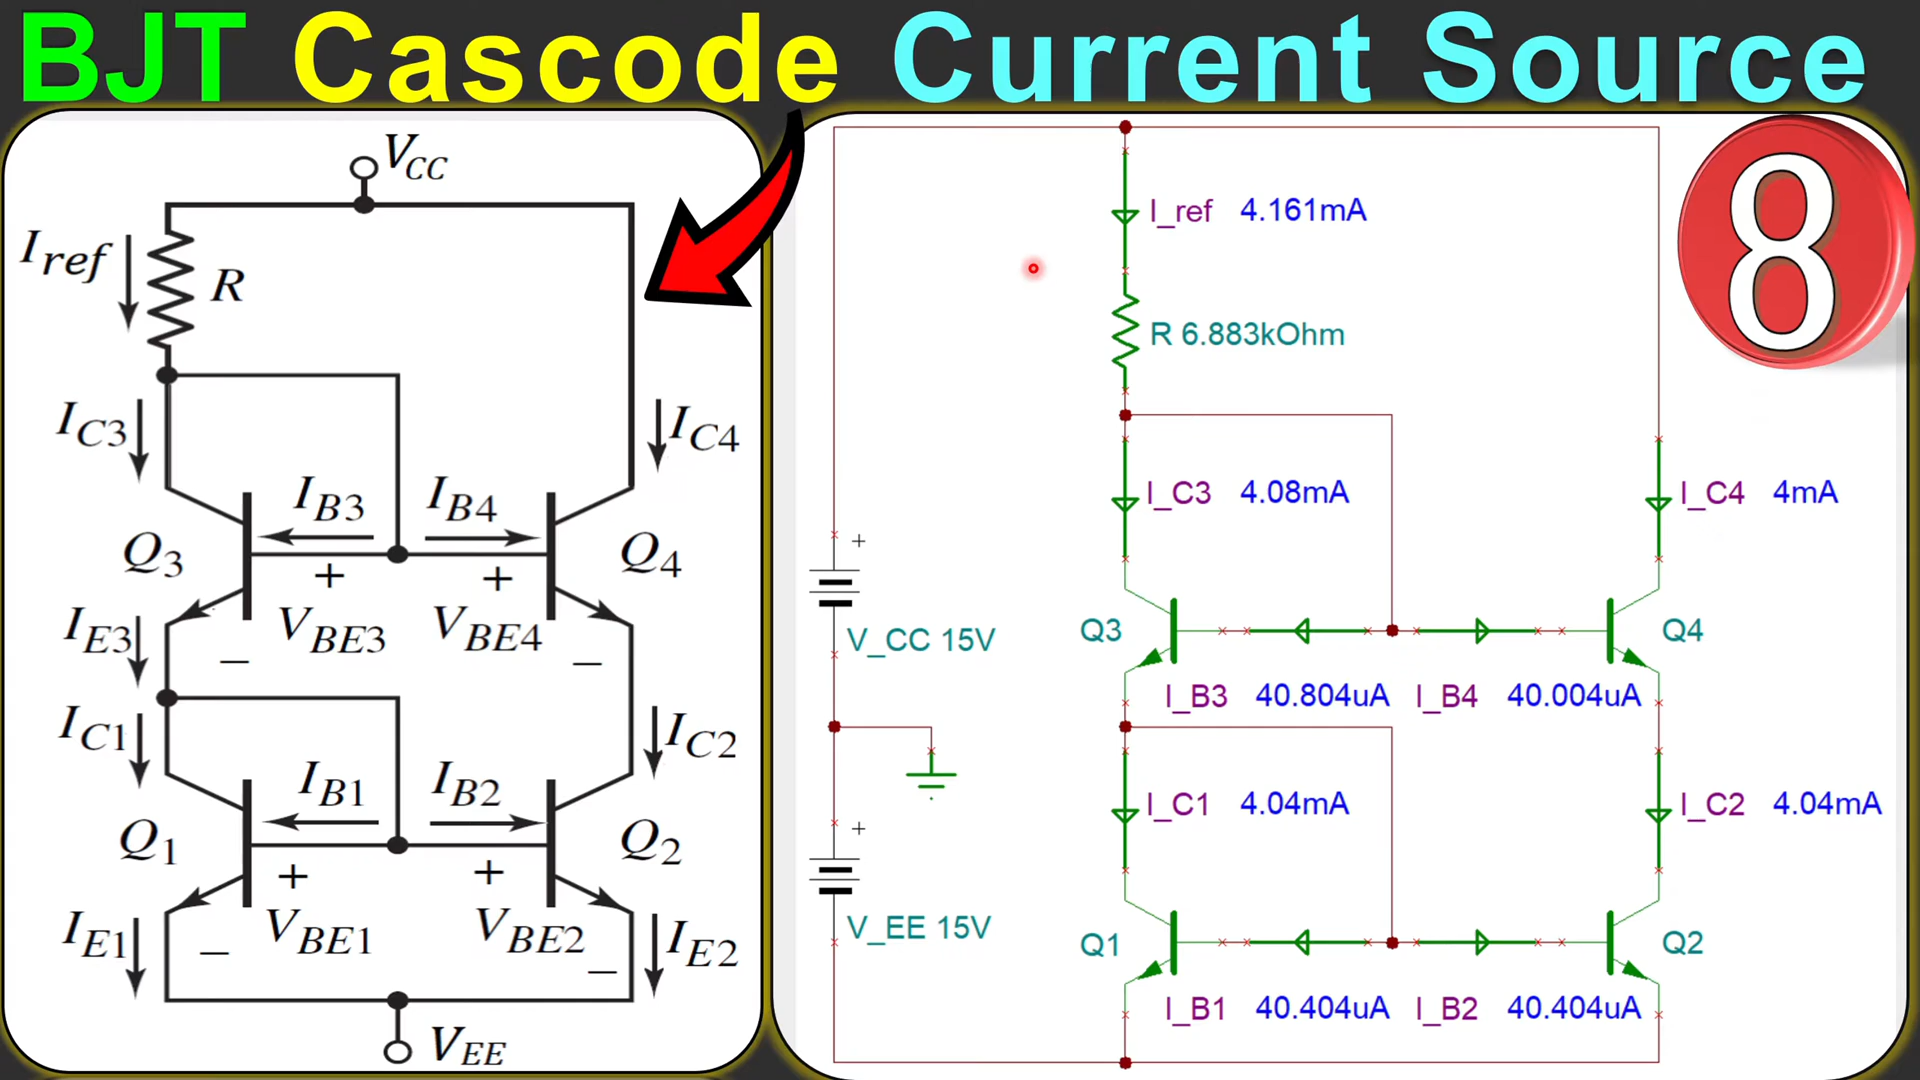 BJT Cascode Current Source
V_CC
I_ref
R
I_C3
I_C4
I_B3
I_B4
Q_3
Q_4
+
+
V_BE3
V_BE4
I_E3
−
−
I_C1
I_C2
I_B1
I_B2
Q_1
Q_2
+
+
V_BE1
V_BE2
I_E1
I_E2
−
−
V_EE
8
I_ref 4.161mA
R 6.883kOhm
I_C3 4.08mA
I_C4 4mA
+
V_CC 15V
Q3
Q4
I_B3 40.804uA
I_B4 40.004uA
I_C1 4.04mA
I_C2 4.04mA
+
V_EE 15V
Q1
Q2
I_B1 40.404uA
I_B2 40.404uA